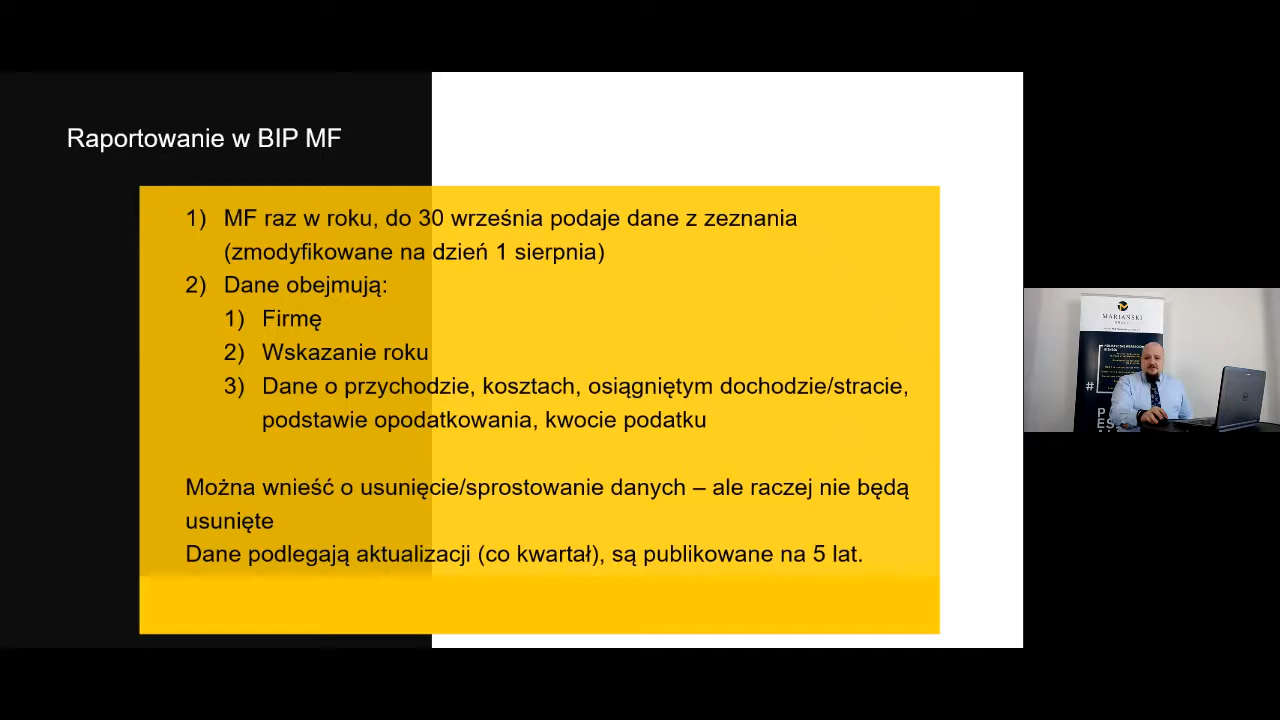 Raportowanie w BIP MF
1) MF raz w roku, do 30 września podaje dane z zeznania
(zmodyfikowane na dzień 1 sierpnia)
2) Dane obejmują:
1) Firmę
2) Wskazanie roku
3) Dane o przychodzie, kosztach, osiągniętym dochodzie/stracie,
podstawie opodatkowania, kwocie podatku
Można wnieść o usunięcie/sprostowanie danych – ale raczej nie będą
usunięte
Dane podlegają aktualizacji (co kwartał), są publikowane na 5 lat.
MARIAŃSKI
GROUP
#